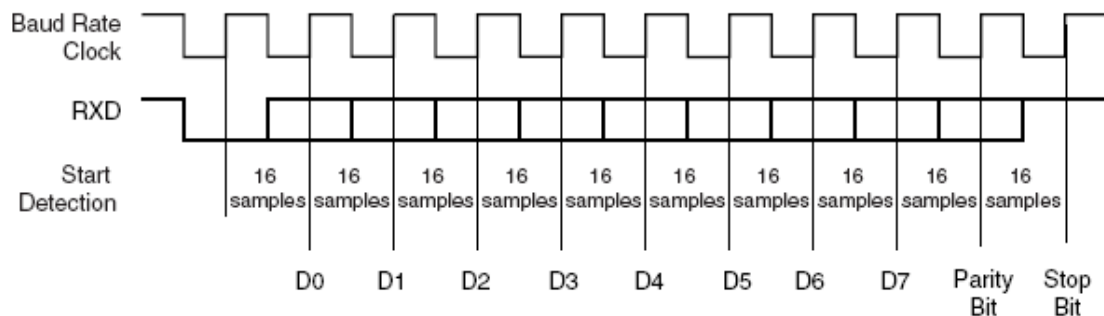 Baud Rate
Clock
RXD
Start
Detection
16 16 16 16 16 16 16 16 16 16
samples samples samples samples samples samples samples samples samples samples
D0 D1 D2 D3 D4 D5 D6 D7 Parity Stop
Bit Bit